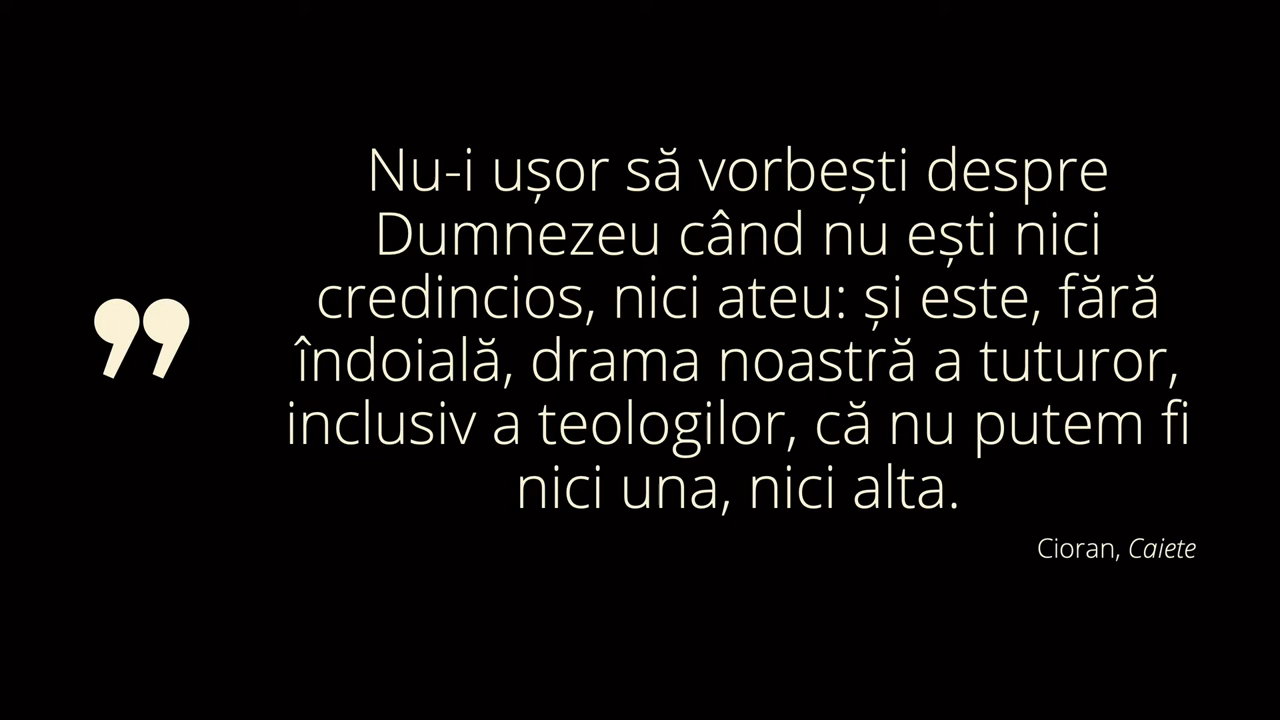 ”
Nu-i ușor să vorbești despre
Dumnezeu când nu ești nici
credincios, nici ateu: și este, fără
îndoială, drama noastră a tuturor,
inclusiv a teologilor, că nu putem fi
nici una, nici alta.
Cioran, Caiete